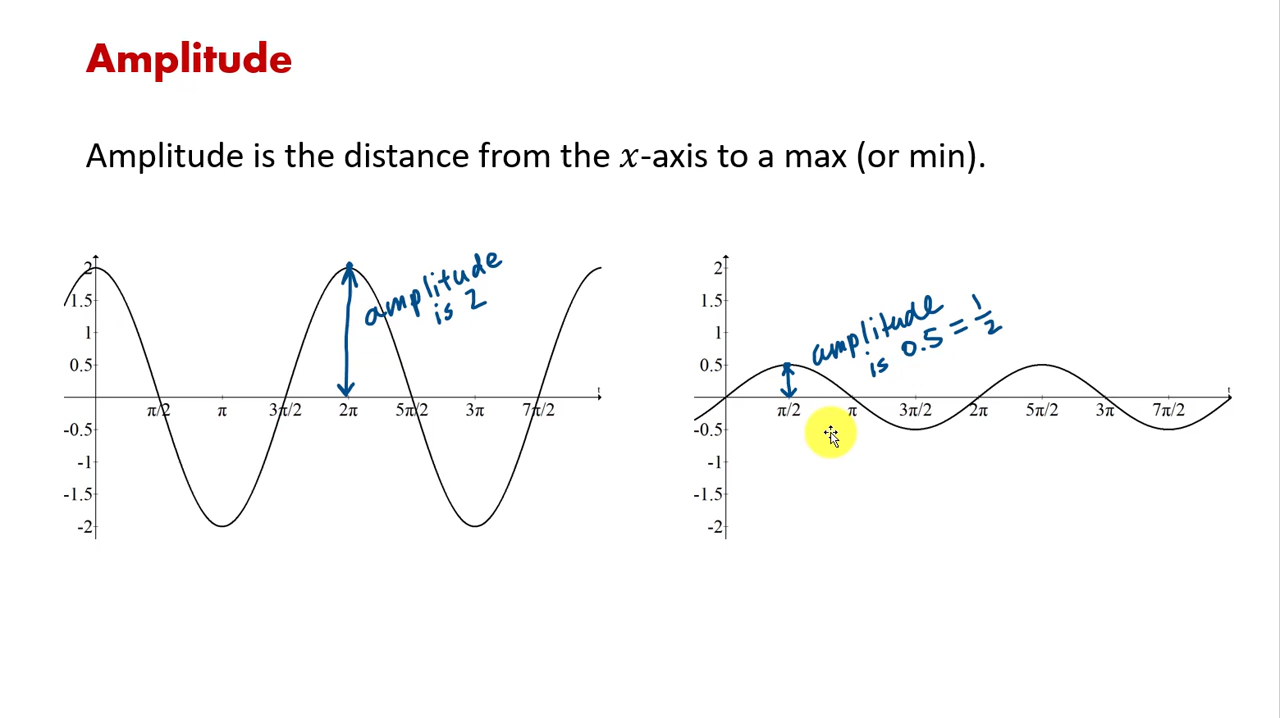 Amplitude
Amplitude is the distance from the x-axis to a max (or min).
2
1.5
1
0.5
-0.5
-1
-1.5
-2
π/2 π 3π/2 2π 5π/2 3π 7π/2
t
amplitude
is 2
2
1.5
1
0.5
-0.5
-1
-1.5
-2
π/2 π 3π/2 2π 5π/2 3π 7π/2
t
amplitude
is 0.5 = 1/2